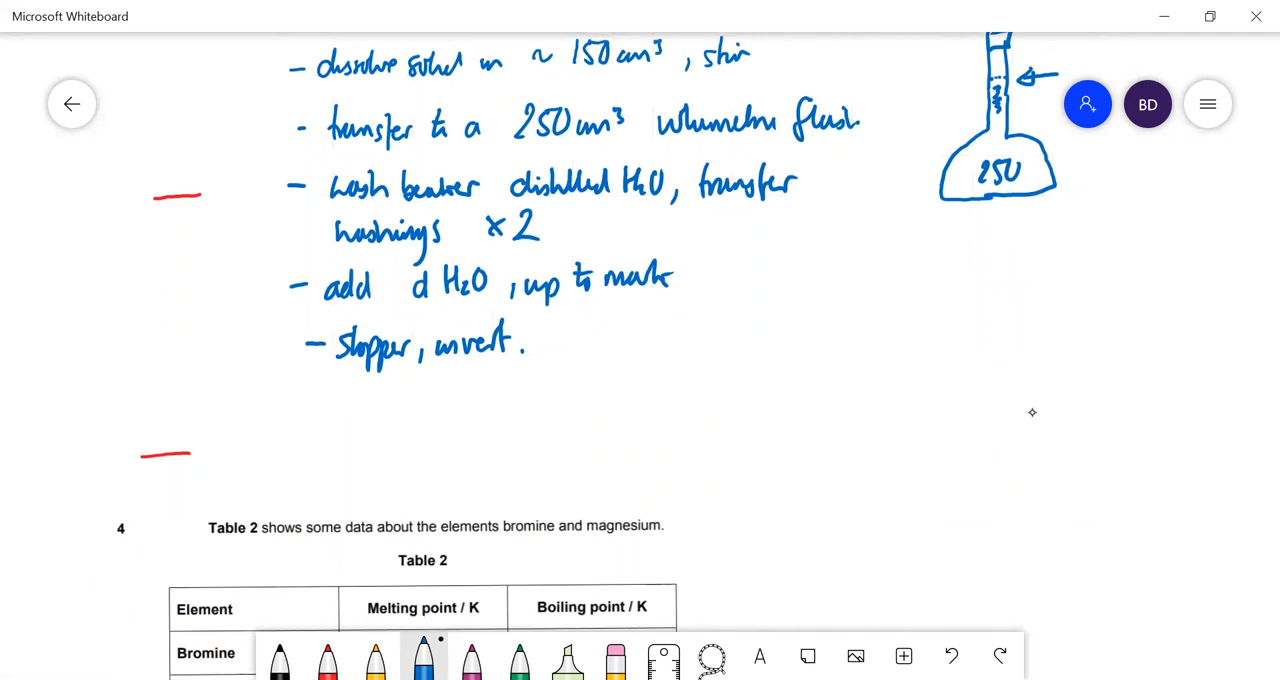 Microsoft Whiteboard
- dissolve solid in ~ 150 cm³, stir
- transfer to a 250 cm³ volumetric flask
BD
250
- wash beaker distilled H₂O, transfer
washings x 2
- add d H₂O, up to mark
- stopper, invert.
4 Table 2 shows some data about the elements bromine and magnesium.
Table 2
Element Melting point / K Boiling point / K
Bromine
A